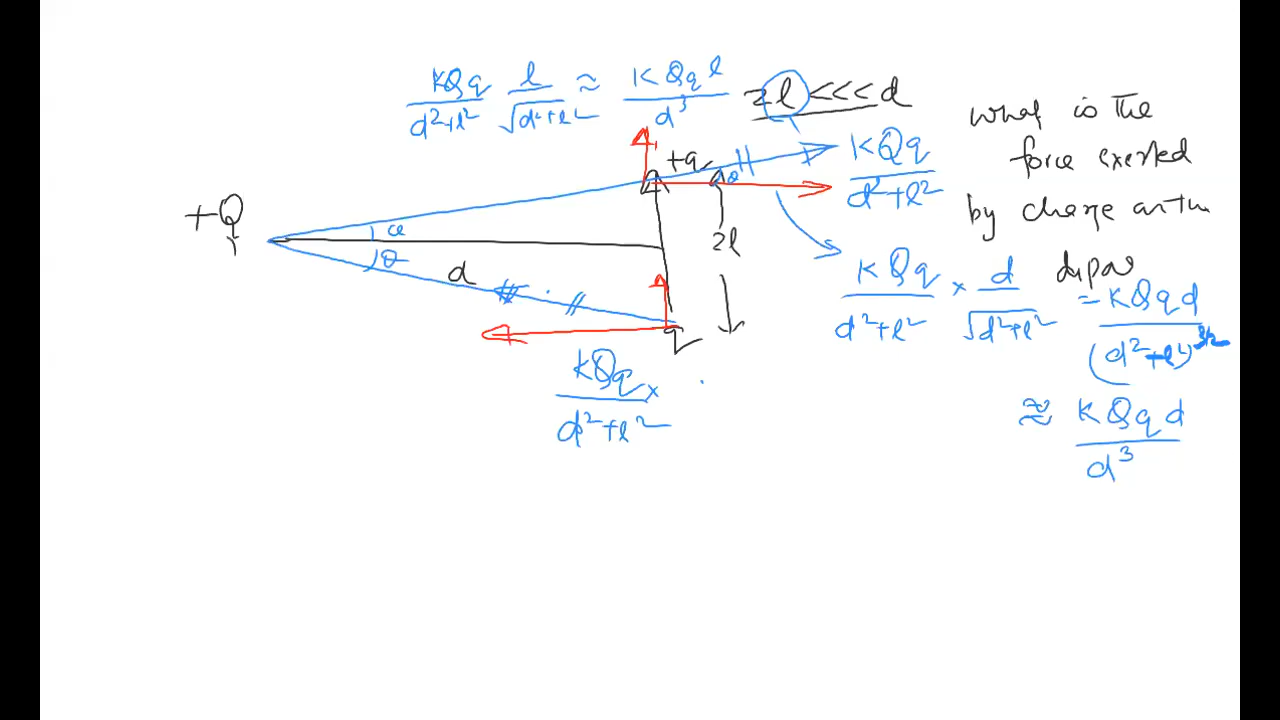 KQq/(d²+l²) l/√(d²+l²) ≈ KQql/d³
2l <<< d
what is the
force exerted
by charge on the
+q
KQq/(d²+l²)
+Q
α
θ
θ
2l
d
KQq/(d²+l²) × d/√(d²+l²) = KQqd/(d²+l²)^3/2
q
KQq/(d²+l²) ×
≈ KQqd/d³